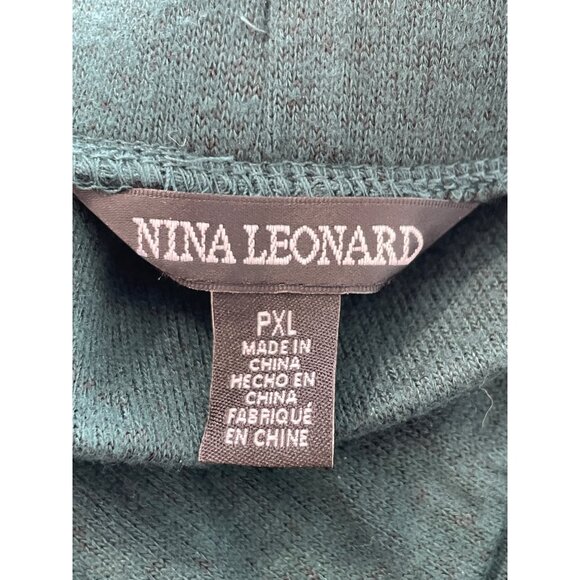 NINA LEONARD
PXL
MADE IN
CHINA
HECHO EN
CHINA
FABRIQUÉ
EN CHINE